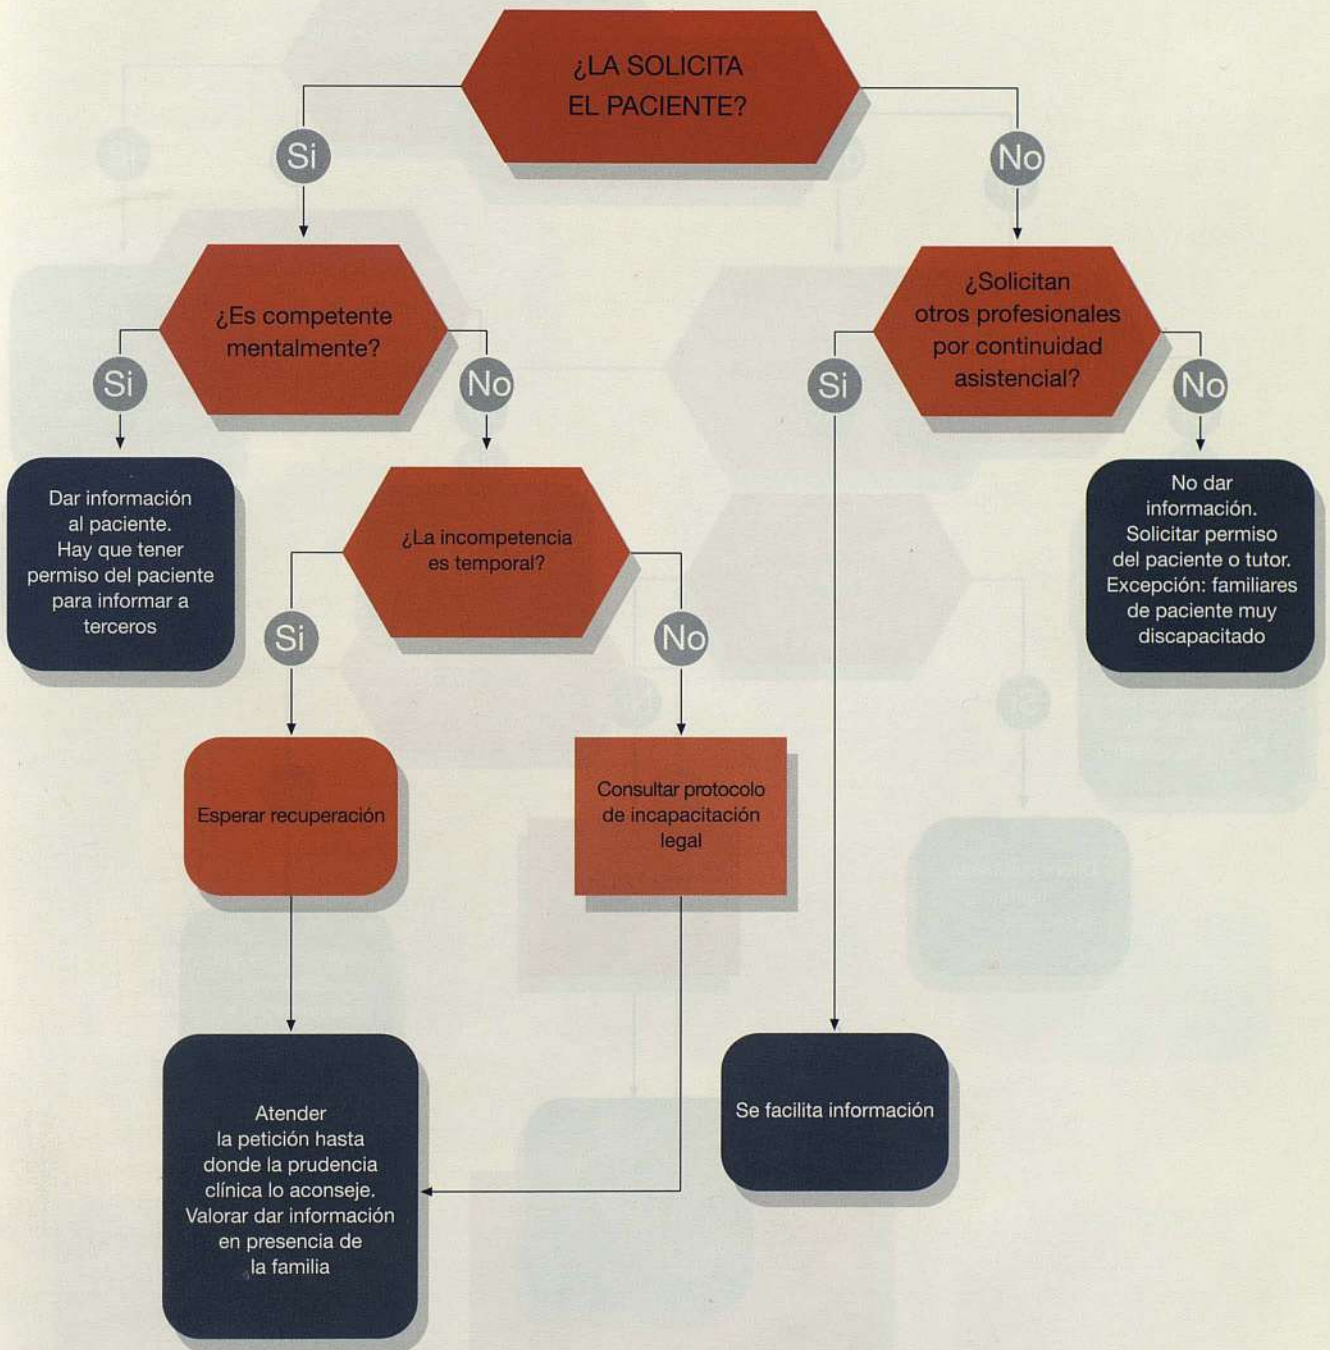 ¿LA SOLICITA
EL PACIENTE?
Si
No
¿Es competente
mentalmente?
¿Solicitan
otros profesionales
por continuidad
asistencial?
Si
No
Si
No
Dar información
al paciente.
Hay que tener
permiso del paciente
para informar a
terceros
¿La incompetencia
es temporal?
No dar
información.
Solicitar permiso
del paciente o tutor.
Excepción: familiares
de paciente muy
discapacitado
Si
No
Esperar recuperación
Consultar protocolo
de incapacitación
legal
Atender
la petición hasta
donde la prudencia
clínica lo aconseje.
Valorar dar información
en presencia de
la familia
Se facilita información